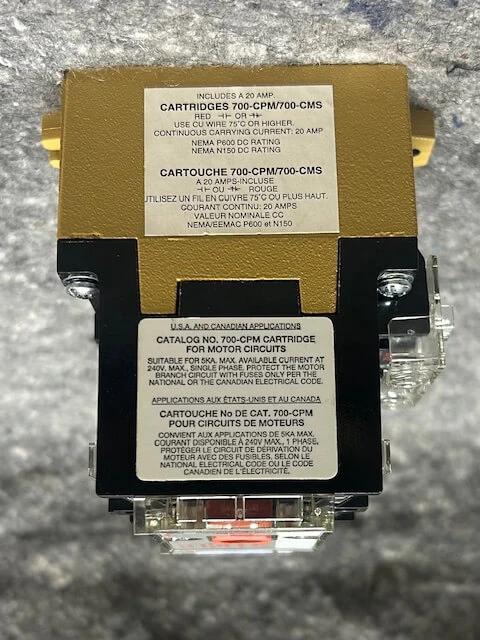 INCLUDES A 20 AMP.
CARTRIDGES 700-CPM/700-CMS
RED ⊣⊢ OR ⊣/⊢
USE CU WIRE 75°C OR HIGHER.
CONTINUOUS CARRYING CURRENT: 20 AMP
NEMA P600 DC RATING
NEMA N150 DC RATING
CARTOUCHE 700-CPM/700-CMS
A 20 AMPS-INCLUSE
⊣⊢ OU ⊣/⊢ ROUGE
UTILISEZ UN FIL EN CUIVRE 75°C OU PLUS HAUT.
COURANT CONTINU: 20 AMPS
VALEUR NOMINALE CC
NEMA/EEMAC P600 et N150
U.S.A. AND CANADIAN APPLICATIONS
CATALOG NO. 700-CPM CARTRIDGE
FOR MOTOR CIRCUITS
SUITABLE FOR 5KA. MAX. AVAILABLE CURRENT AT
240V. MAX., SINGLE PHASE. PROTECT THE MOTOR
BRANCH CIRCUIT WITH FUSES ONLY PER THE
NATIONAL OR THE CANADIAN ELECTRICAL CODE.
APPLICATIONS AUX ÉTATS-UNIS ET AU CANADA
CARTOUCHE No DE CAT. 700-CPM
POUR CIRCUITS DE MOTEURS
CONVIENT AUX APPLICATIONS DE 5KA MAX.
COURANT DISPONIBLE À 240V MAX., 1 PHASE.
PROTÉGER LE CIRCUIT DE DÉRIVATION DU
MOTEUR AVEC DES FUSIBLES. SELON LE
NATIONAL ELECTRICAL CODE OU LE CODE
CANADIEN DE L'ÉLECTRICITÉ.